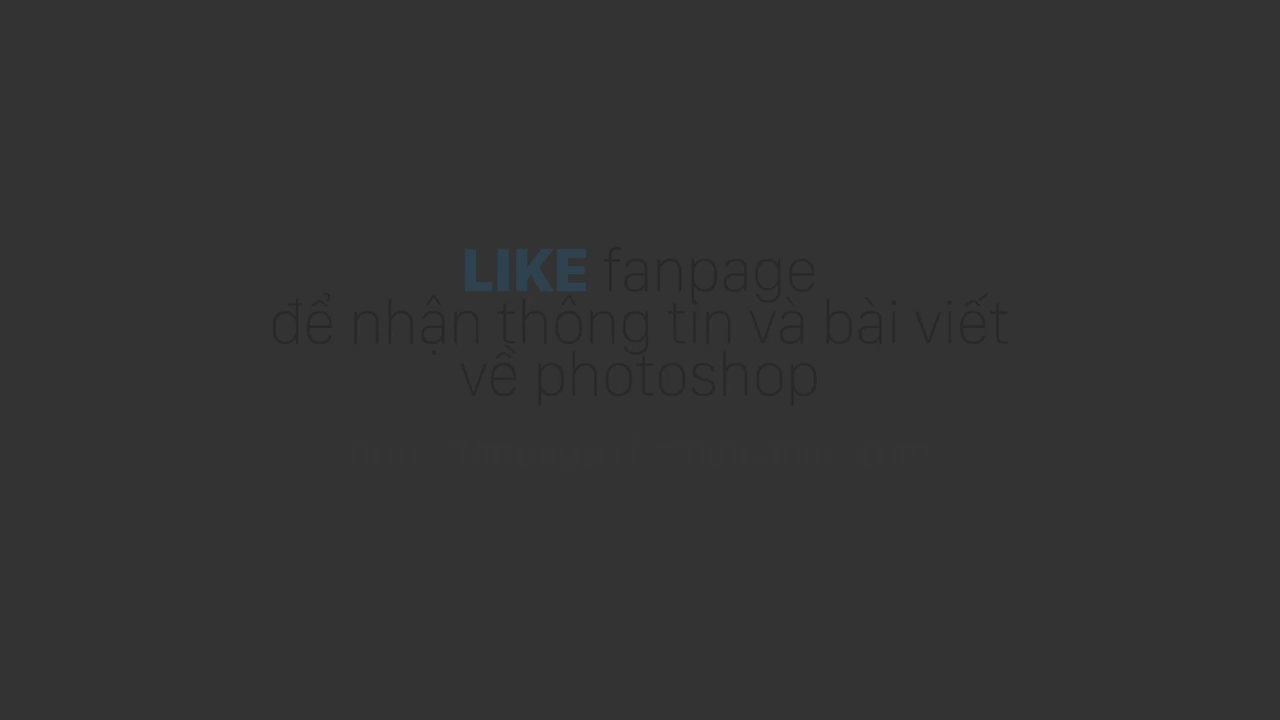 LIKE fanpage
để nhận thông tin và bài viết
về photoshop